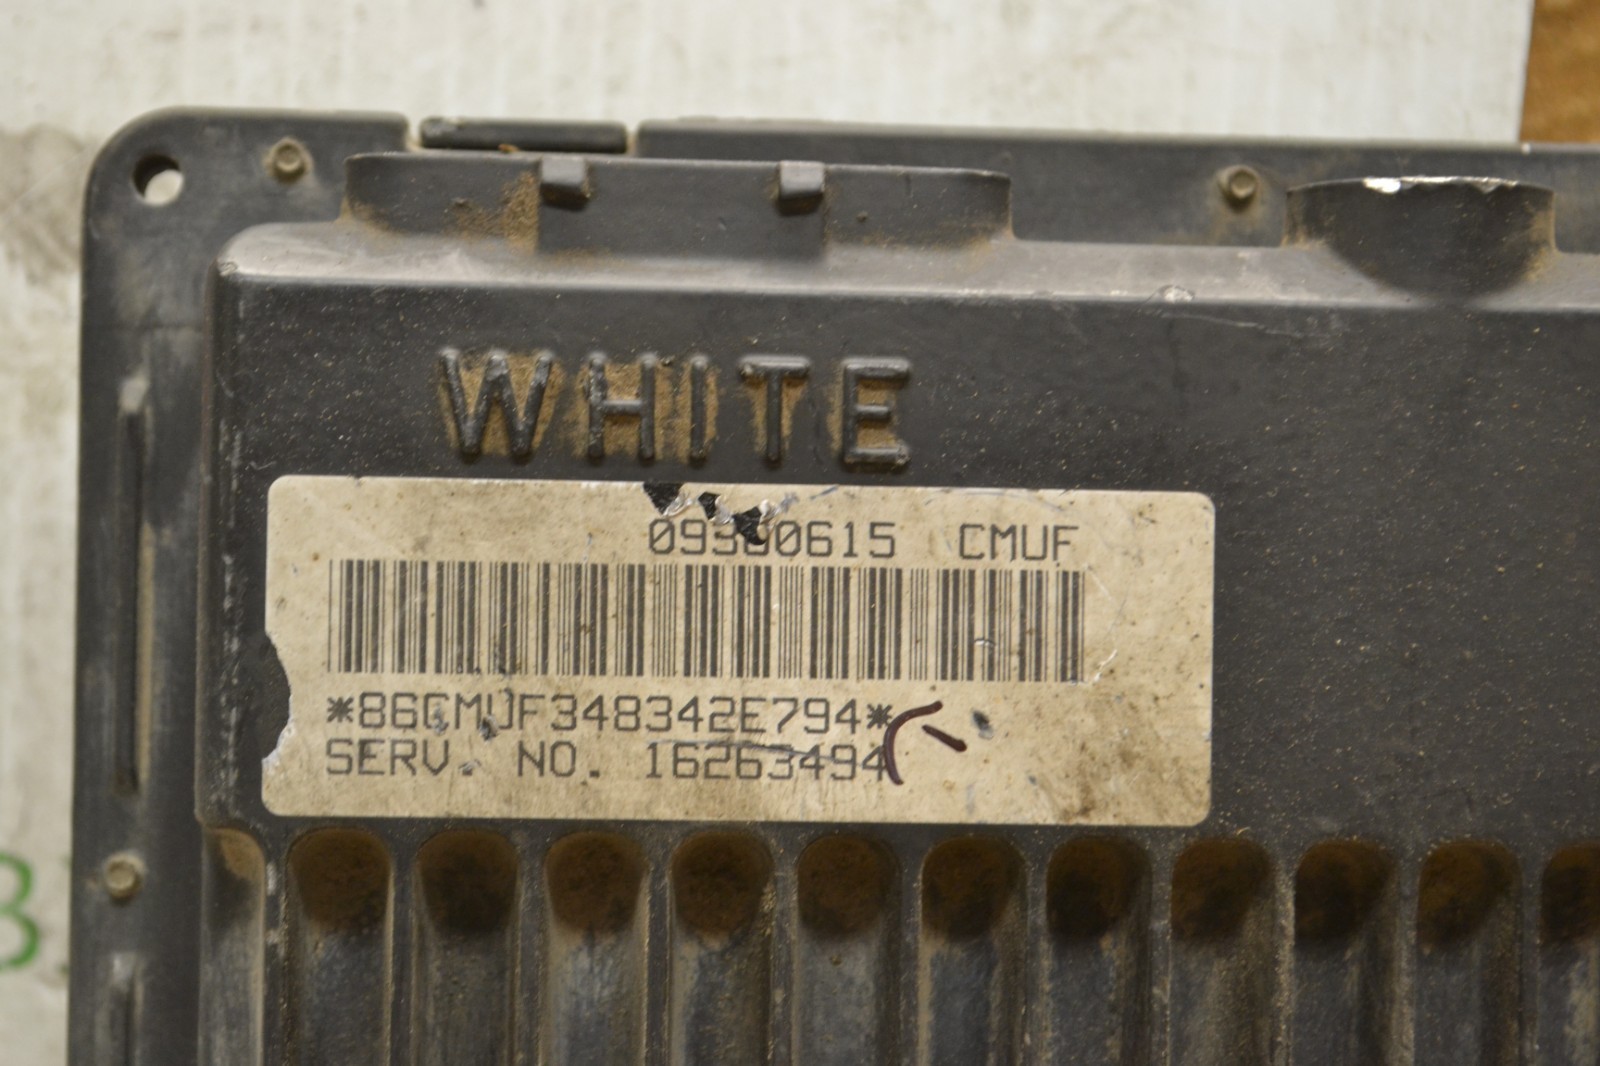 WHITE
09380615 CMUF
*86CMUF348342E794*
SERV. NO. 16263494